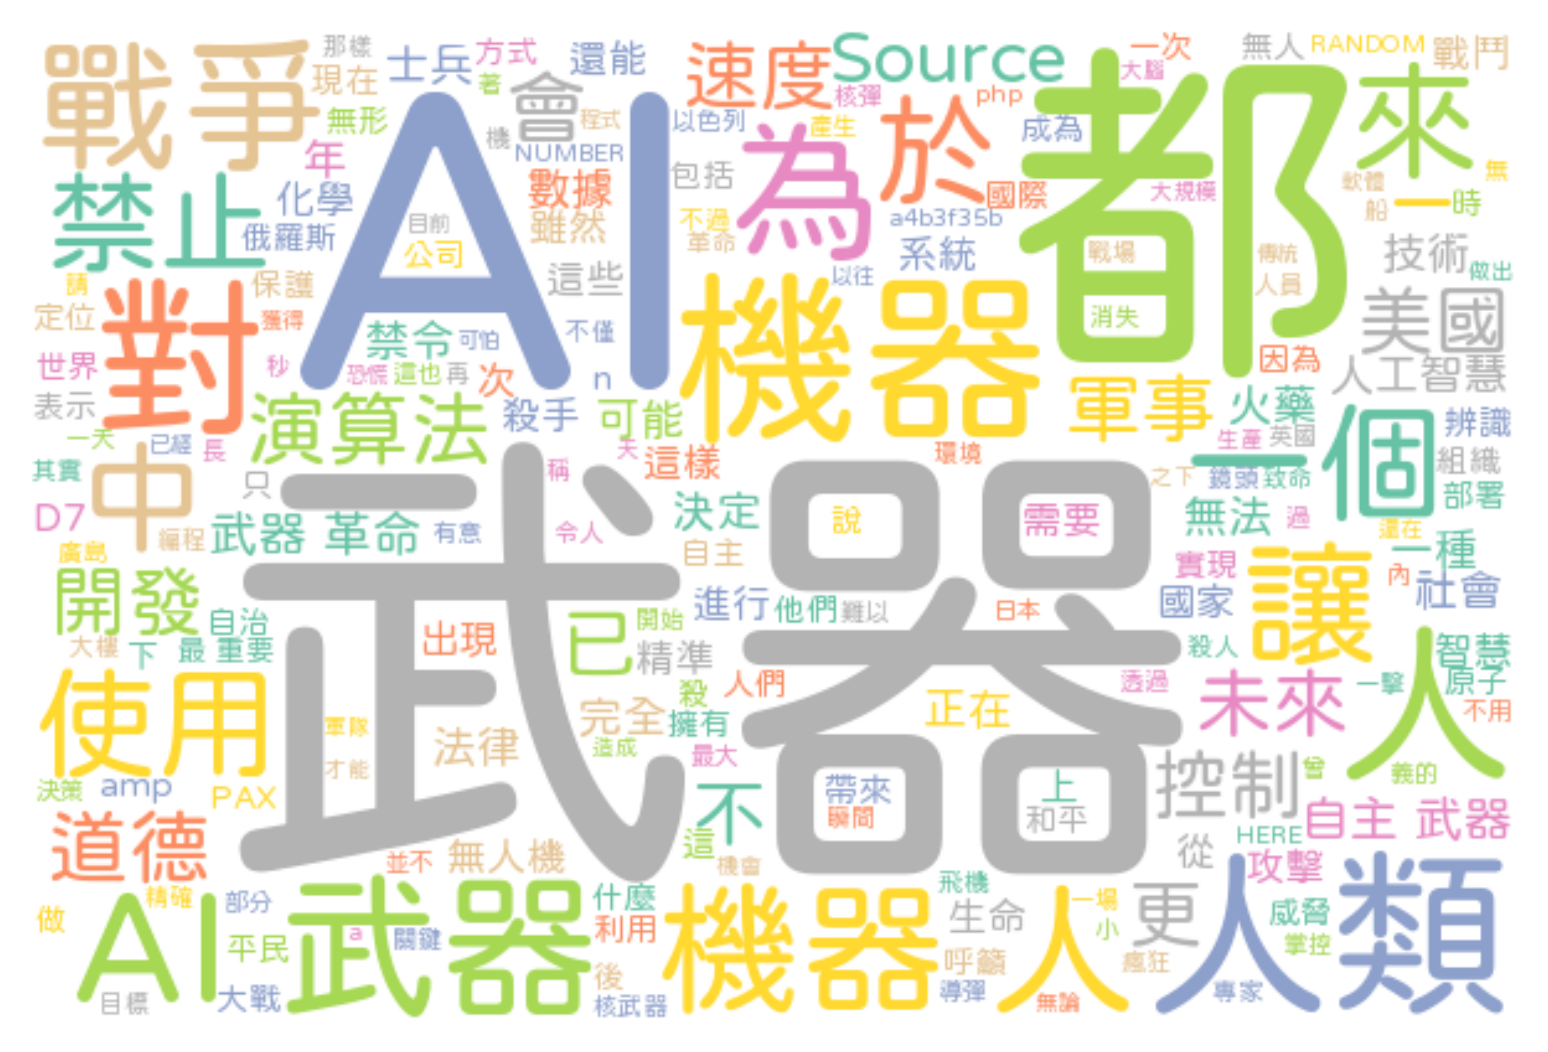 戰爭
那樣
現在
士兵
方式
著
還能
會
速度
Source
核彈
php
一次
大腦
無人
RANDOM
戰鬥
無形
年
機
程式
NUMBER
以色列
產生
為
於
成為
都
來
AI
禁止
化學
俄羅斯
目前
公司
數據
雖然
包括
不過
革命
國際
a4b3f35b
系統
大規模
軟體
船
無
一時
戰場
傳統
人員
技術
做出
請
保護
這些
以往
定位
對
獲得
禁令
可怕
不僅
機器
消失
美國
因為
人工智慧
世界
秒
恐慌
這也
再
次
n
表示
演算法
殺手
可能
軍事
火藥
辨識
一天
已經
長
天
這樣
環境
生產
英國
一個
其實
中
只
稱
之下
鏡頭
致命
組織
部署
D7
編程
武器 革命
有意
令人
決定
自主
說
需要
無法
過
還在
一種
廣島
開發
自治
武器
進行
他們
難以
日本
實現
國家
讓
內
社會
大樓
下
最 重要
出現
已
開始
精準
殺人
智慧
使用
軍隊
才能
法律
完全
殺
人們
擁有
造成
最大
正在
透過
未來
一擊
原子
不用
人
決策
amp
PAX
不
帶來
瞬間
上
和平
控制
曾
義的
道德
並不
無人機
這
機會
HERE
自主 武器
從
攻擊
AI 武器
精確
部分
什麼
飛機
做
平民
a
關鍵
利用
機器 人
生命
一場
小
更
人類
威脅
掌控
目標
大戰
後
核武器
呼籲
導彈
無論
瘋狂
專家